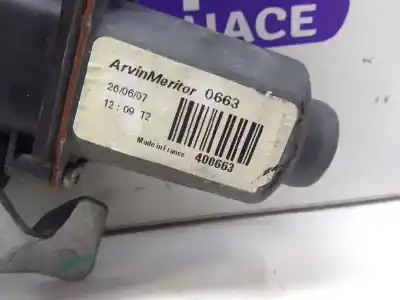 HACE
ArvinMeritor 0663
26/06/07
12:09 T2
Made in France 400663